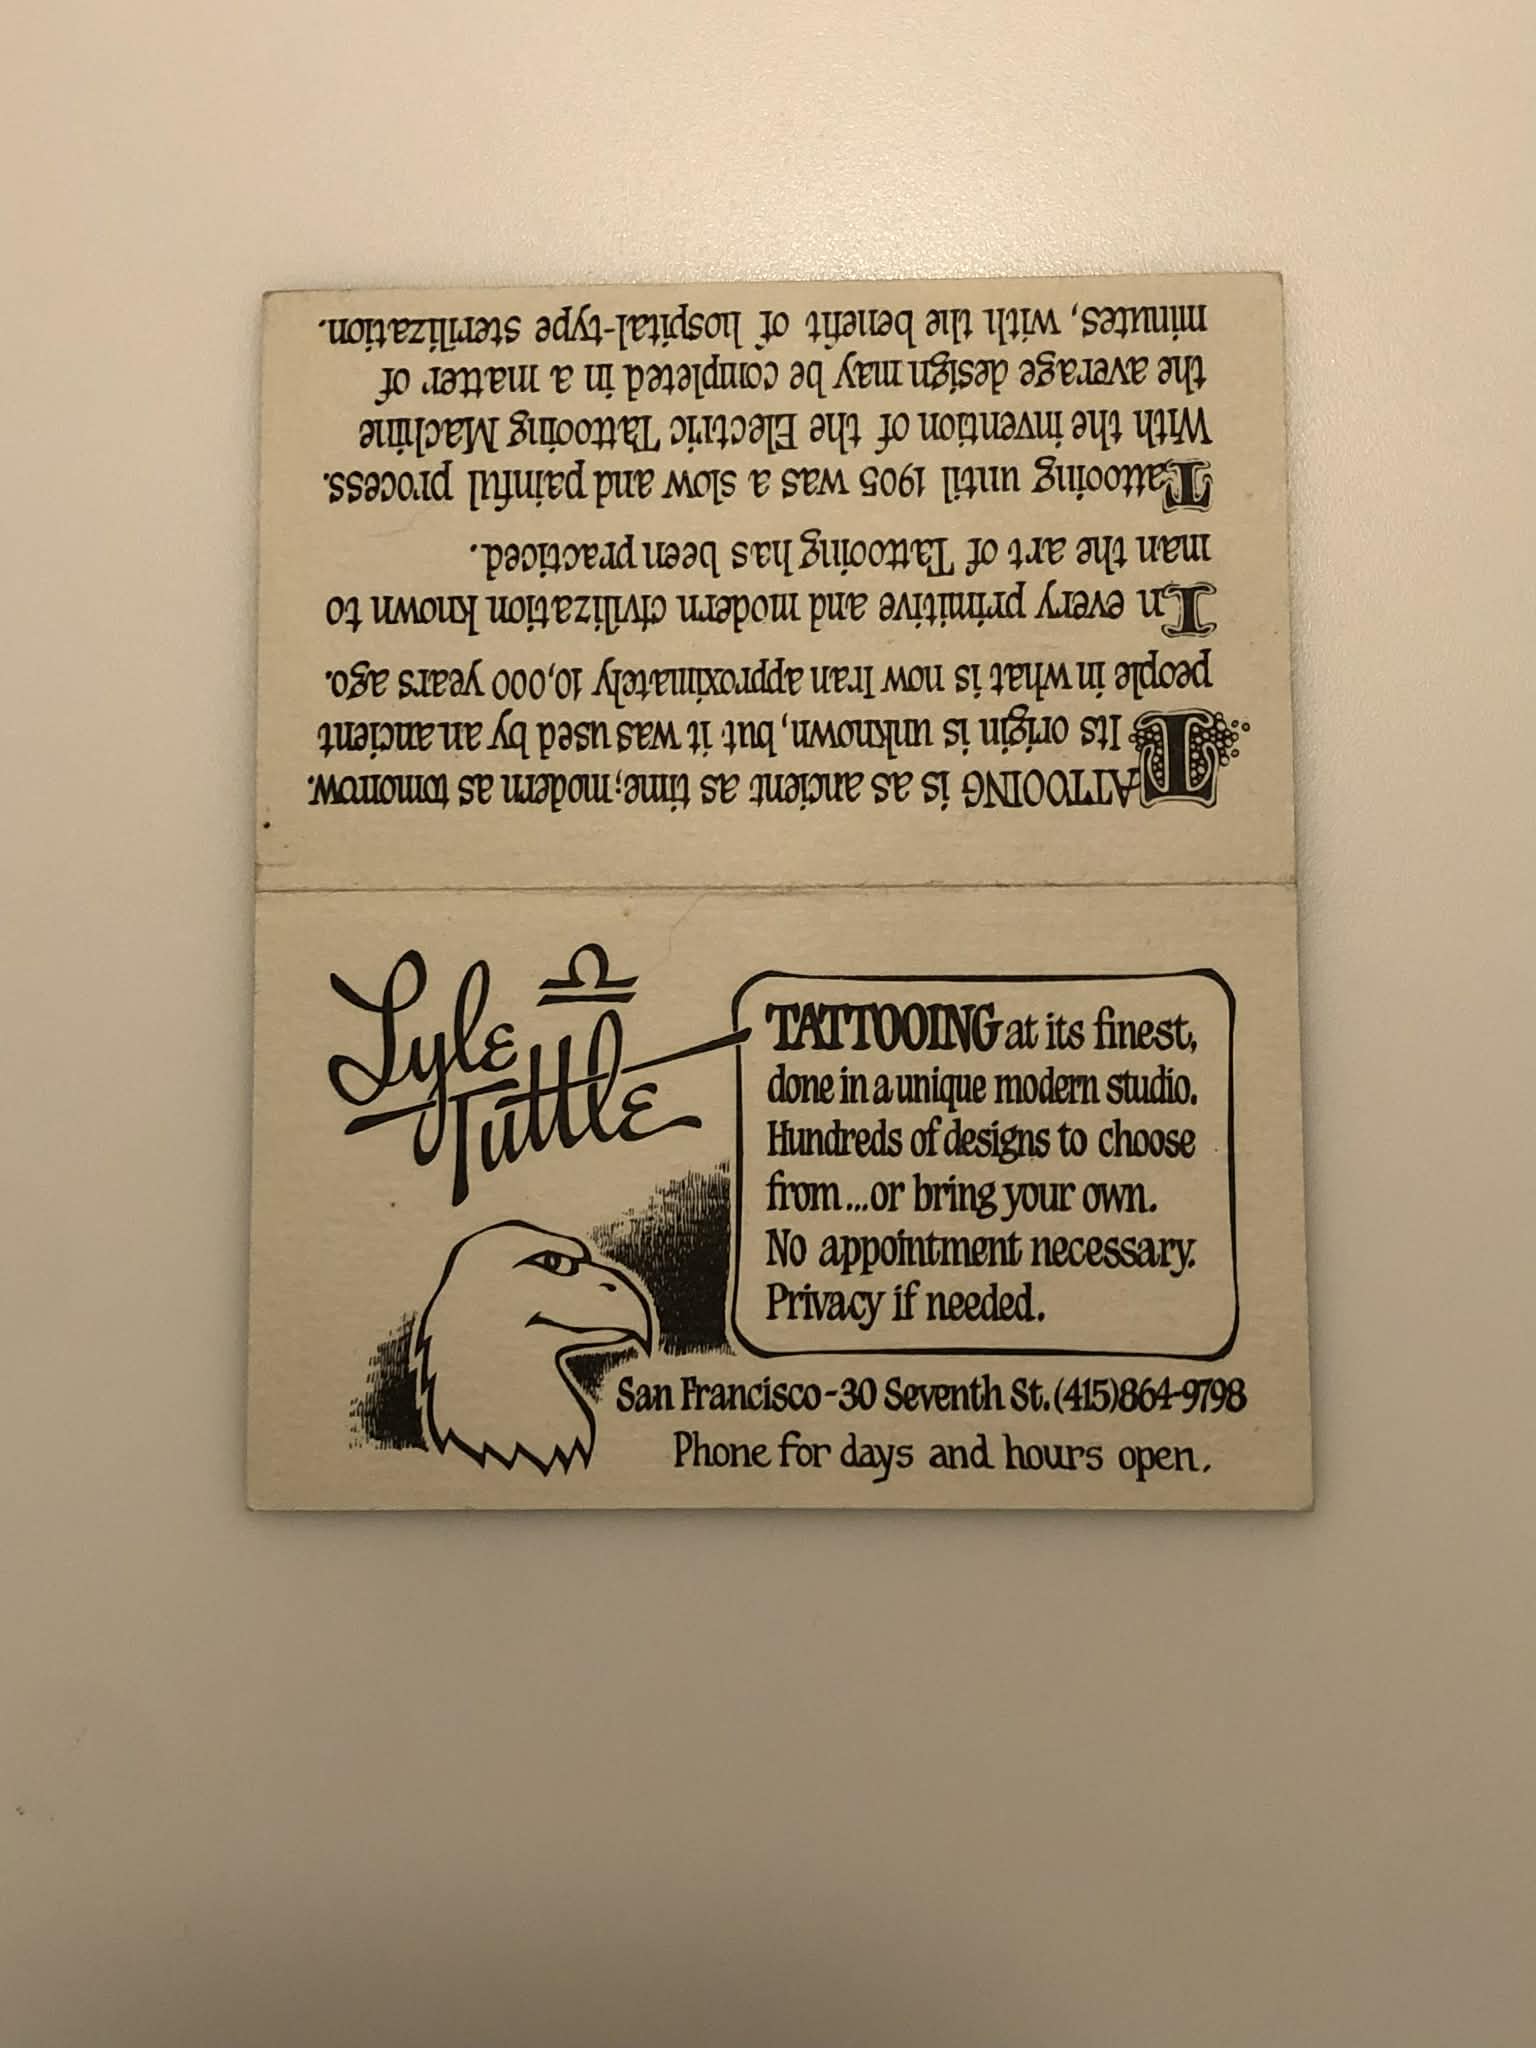 TATTOOING is as ancient as time; modern as tomorrow.
Its origin is unknown, but it was used by an ancient
people in what is now Iran approximately 10,000 years ago.
In every primitive and modern civilization known to
man the art of Tattooing has been practiced.
Tattooing until 1905 was a slow and painful process.
With the invention of the Electric Tattooing Machine
the average design may be completed in a matter of
minutes, with the benefit of hospital-type sterilization.
Lyle
Tuttle
TATTOOING at its finest,
done in a unique modern studio.
Hundreds of designs to choose
from...or bring your own.
No appointment necessary.
Privacy if needed.
San Francisco-30 Seventh St.(415)864-9798
Phone for days and hours open.